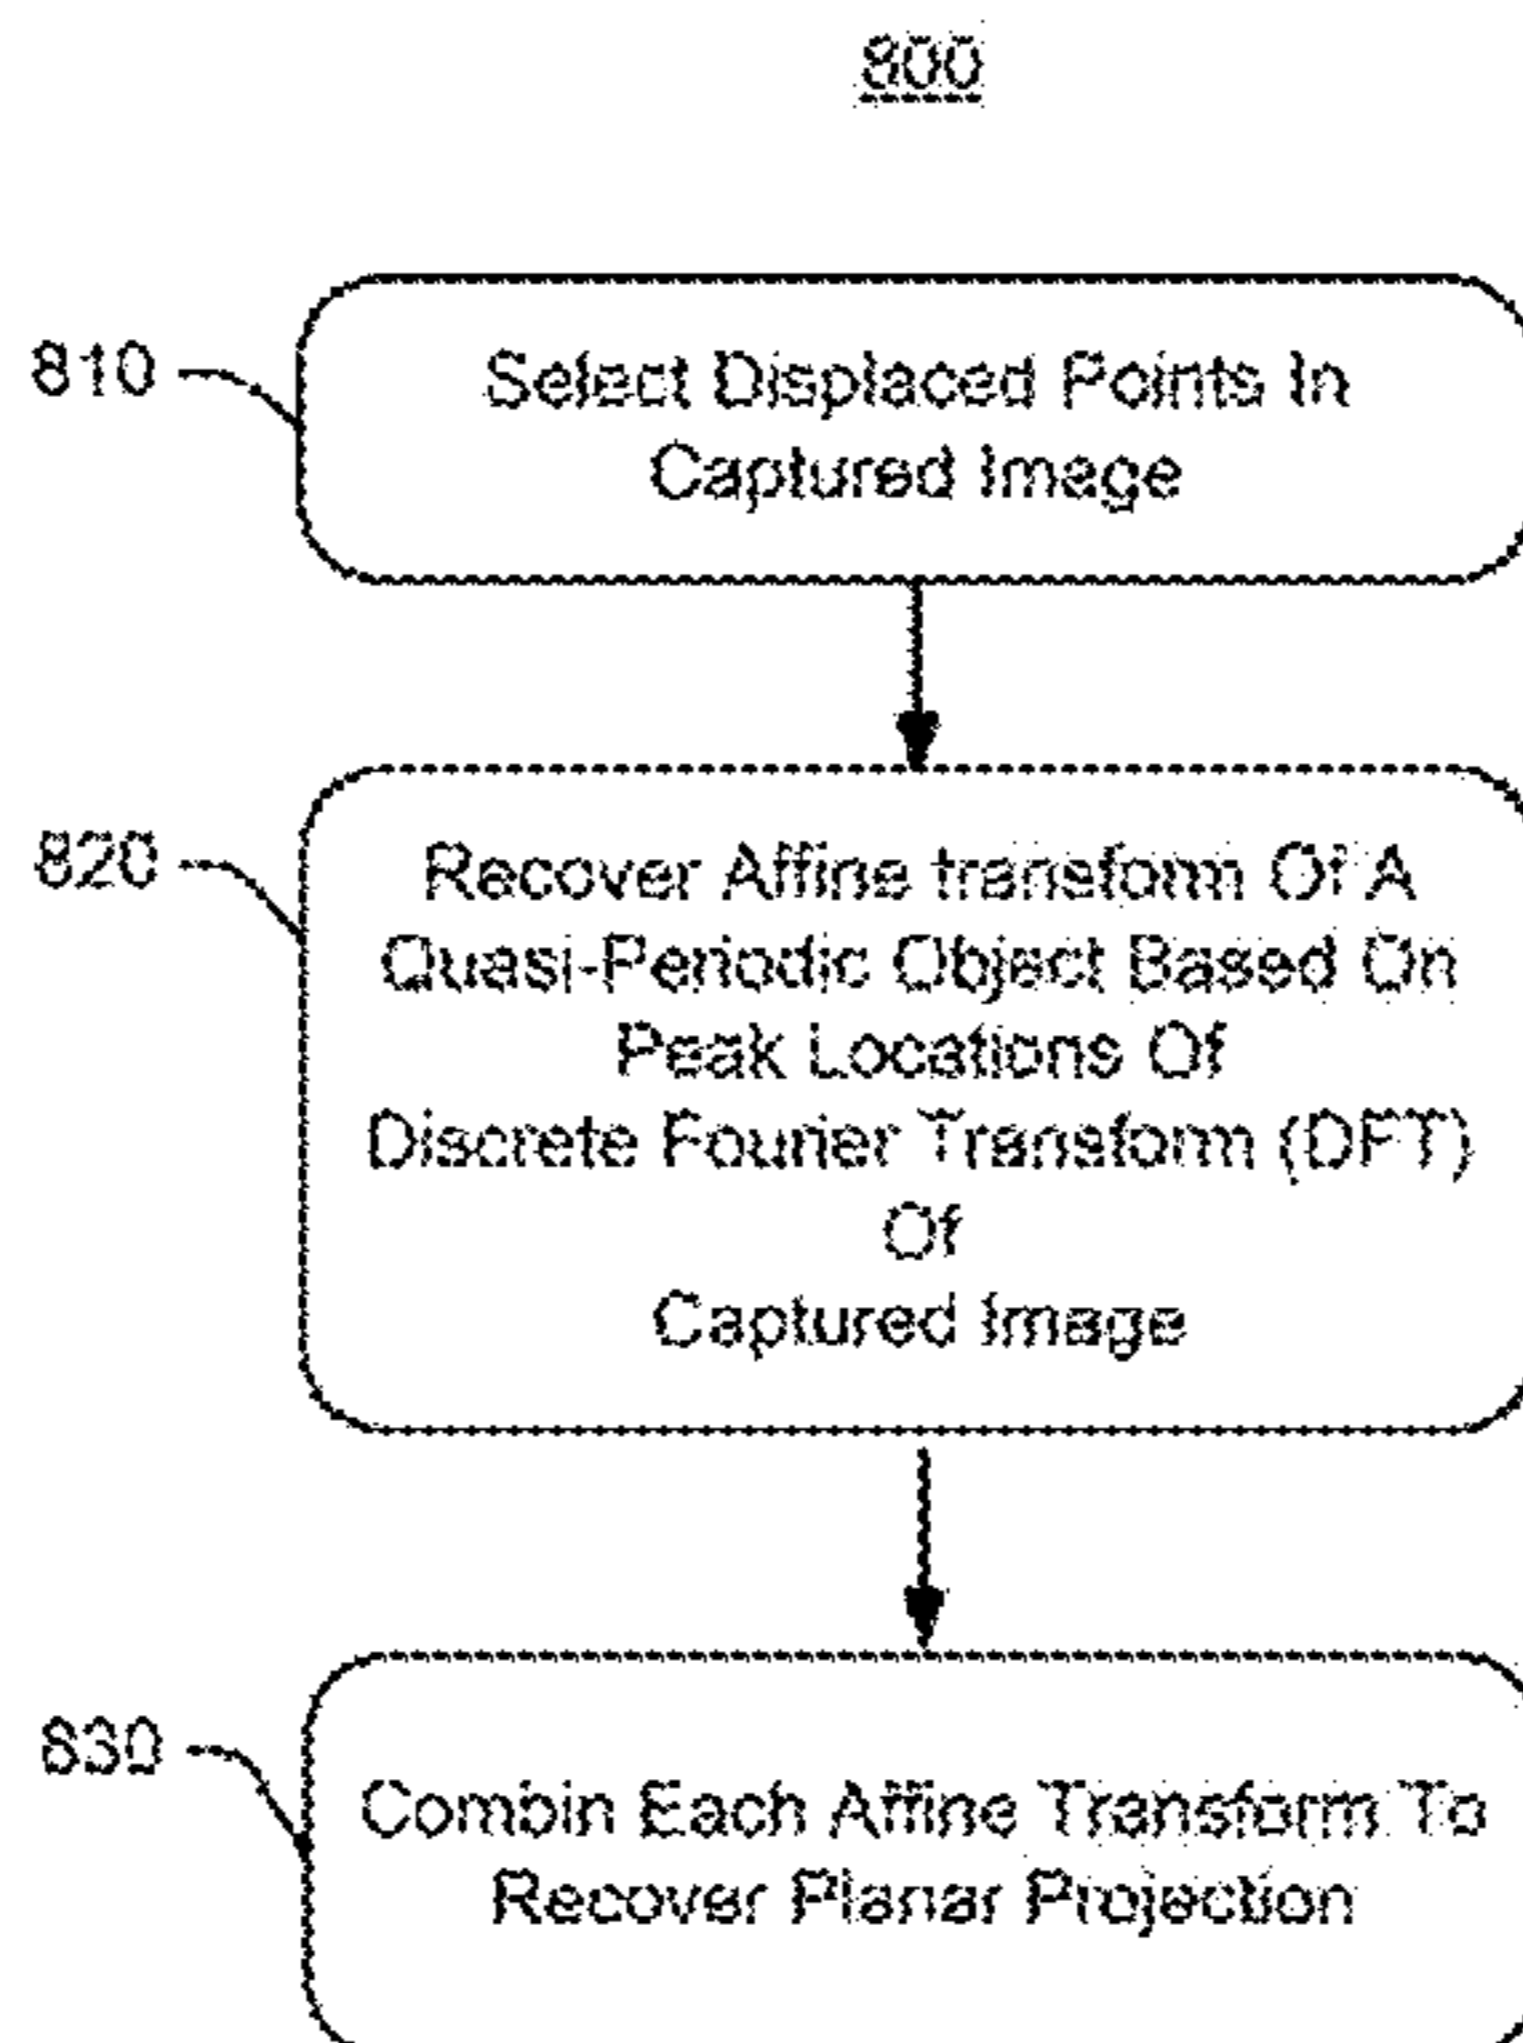 800
810
Select Displaced Points In
Captured Image
820
Recover Affine transform Of A
Quasi-Periodic Object Based On
Peak Locations Of
Discrete Fourier Transform (DFT)
Of
Captured Image
830
Combin Each Affine Transform To
Recover Planar Projection